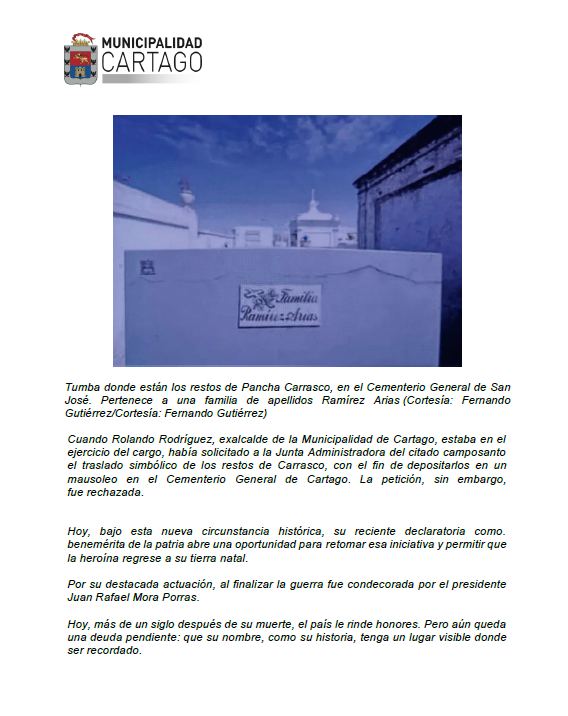 MUNICIPALIDAD
CARTAGO
Familia
Ramírez Arias
Tumba donde están los restos de Pancha Carrasco, en el Cementerio General de San
José. Pertenece a una familia de apellidos Ramírez Arias (Cortesía: Fernando
Gutiérrez/Cortesía: Fernando Gutiérrez)
Cuando Rolando Rodríguez, exalcalde de la Municipalidad de Cartago, estaba en el
ejercicio del cargo, había solicitado a la Junta Administradora del citado camposanto
el traslado simbólico de los restos de Carrasco, con el fin de depositarlos en un
mausoleo en el Cementerio General de Cartago. La petición, sin embargo,
fue rechazada.
Hoy, bajo esta nueva circunstancia histórica, su reciente declaratoria como.
benemérita de la patria abre una oportunidad para retomar esa iniciativa y permitir que
la heroína regrese a su tierra natal.
Por su destacada actuación, al finalizar la guerra fue condecorada por el presidente
Juan Rafael Mora Porras.
Hoy, más de un siglo después de su muerte, el país le rinde honores. Pero aún queda
una deuda pendiente: que su nombre, como su historia, tenga un lugar visible donde
ser recordado.